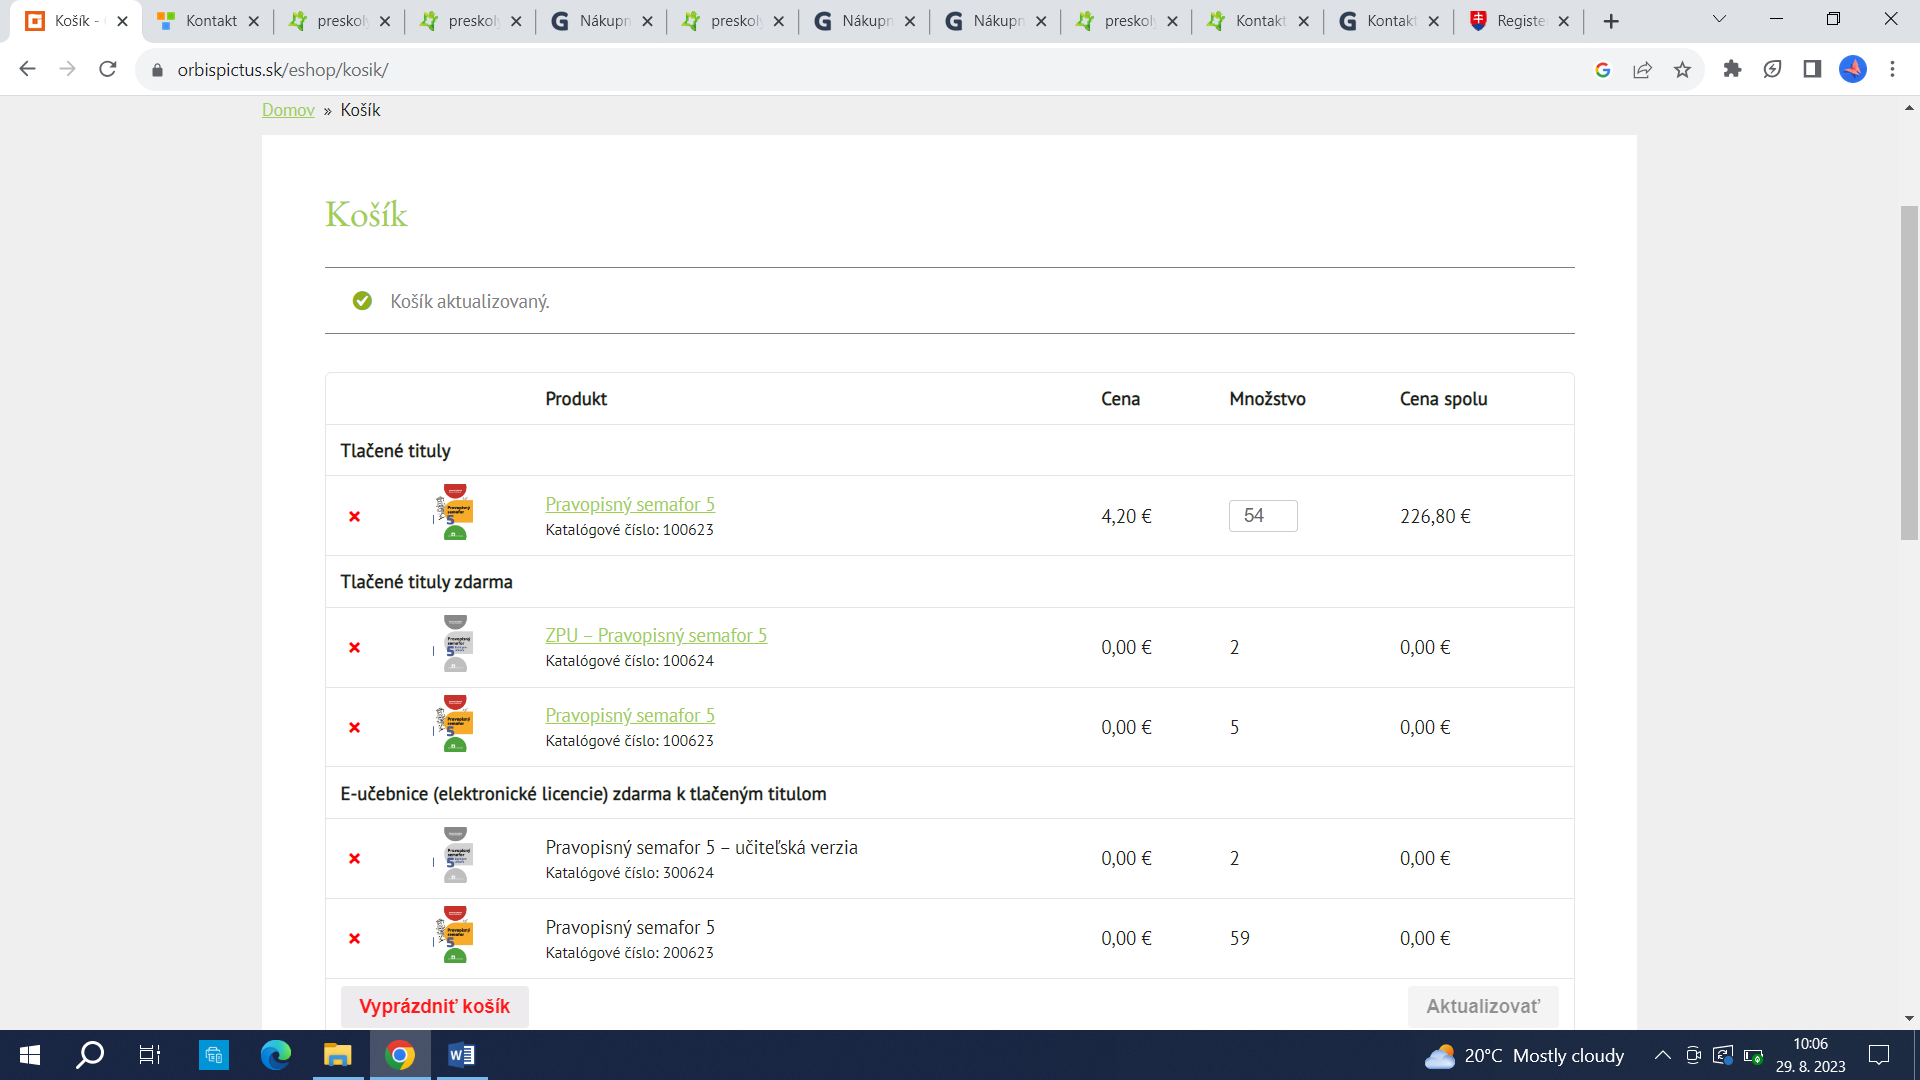 Košík -
Kontakt
preskoly
preskoly
Nákupn
preskoly
Nákupn
Nákupn
preskoly
Kontakt
Kontakt
Register
orbispictus.sk/eshop/kosik/
Domov » Košík
Košík
Košík aktualizovaný.
Produkt Cena Množstvo Cena spolu
Tlačené tituly
Pravopisný semafor 5
Katalógové číslo: 100623
4,20 € 54 226,80 €
Tlačené tituly zdarma
ZPU – Pravopisný semafor 5
Katalógové číslo: 100624
0,00 € 2 0,00 €
Pravopisný semafor 5
Katalógové číslo: 100623
0,00 € 5 0,00 €
E-učebnice (elektronické licencie) zdarma k tlačeným titulom
Pravopisný semafor 5 – učiteľská verzia
Katalógové číslo: 300624
0,00 € 2 0,00 €
Pravopisný semafor 5
Katalógové číslo: 200623
0,00 € 59 0,00 €
Vyprázdniť košík Aktualizovať
20°C Mostly cloudy
10:06
29. 8. 2023